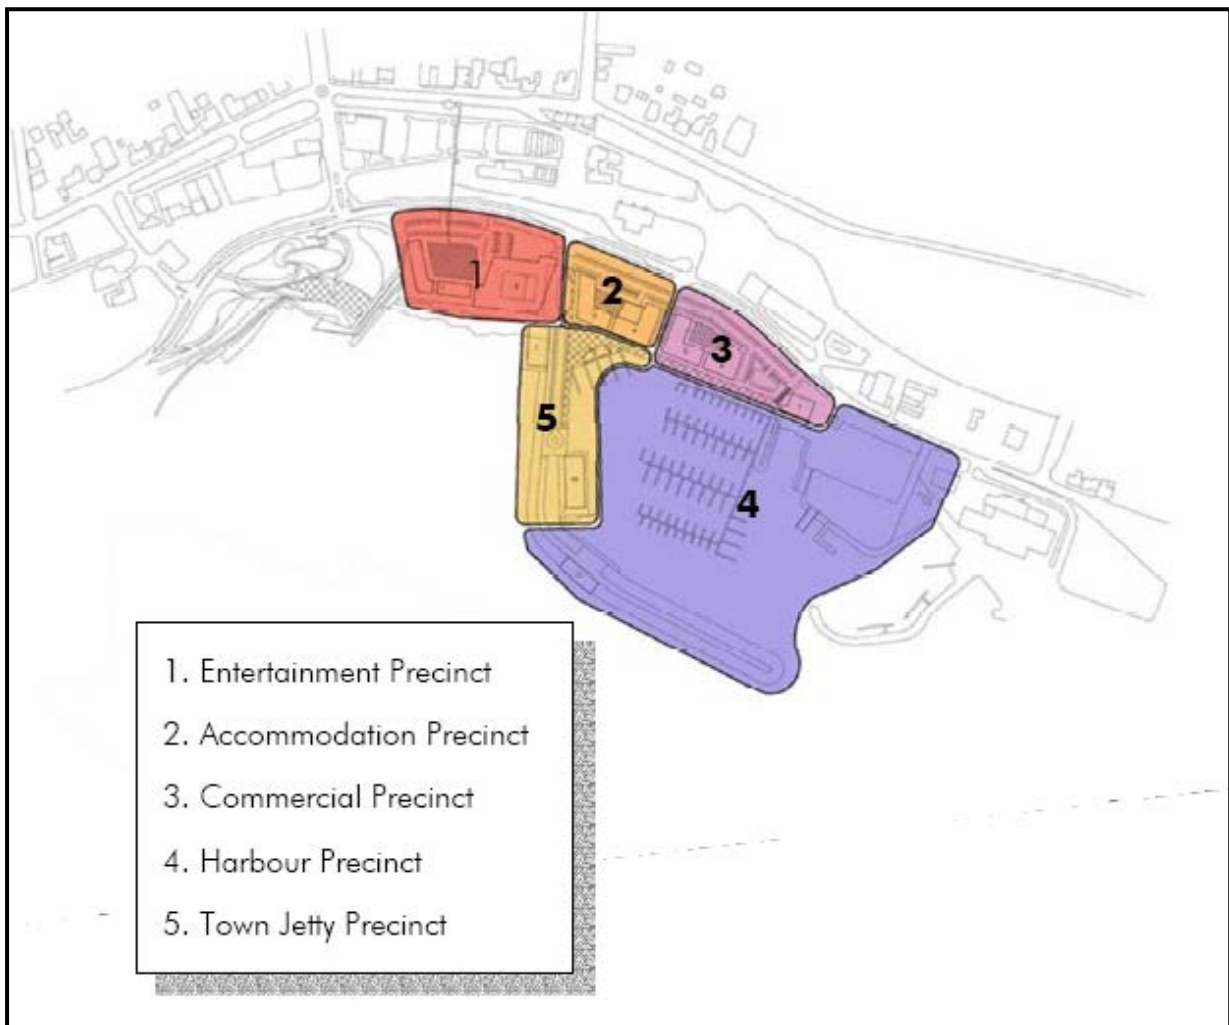 1
2
3
5
4
1. Entertainment Precinct
2. Accommodation Precinct
3. Commercial Precinct
4. Harbour Precinct
5. Town Jetty Precinct